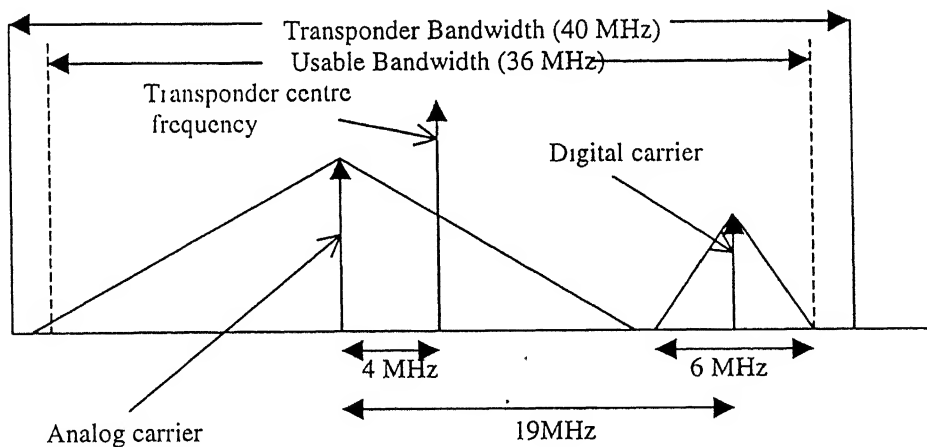 Transponder Bandwidth (40 MHz)
Usable Bandwidth (36 MHz)
Transponder centre
frequency
Digital carrier
4 MHz
6 MHz
19MHz
Analog carrier